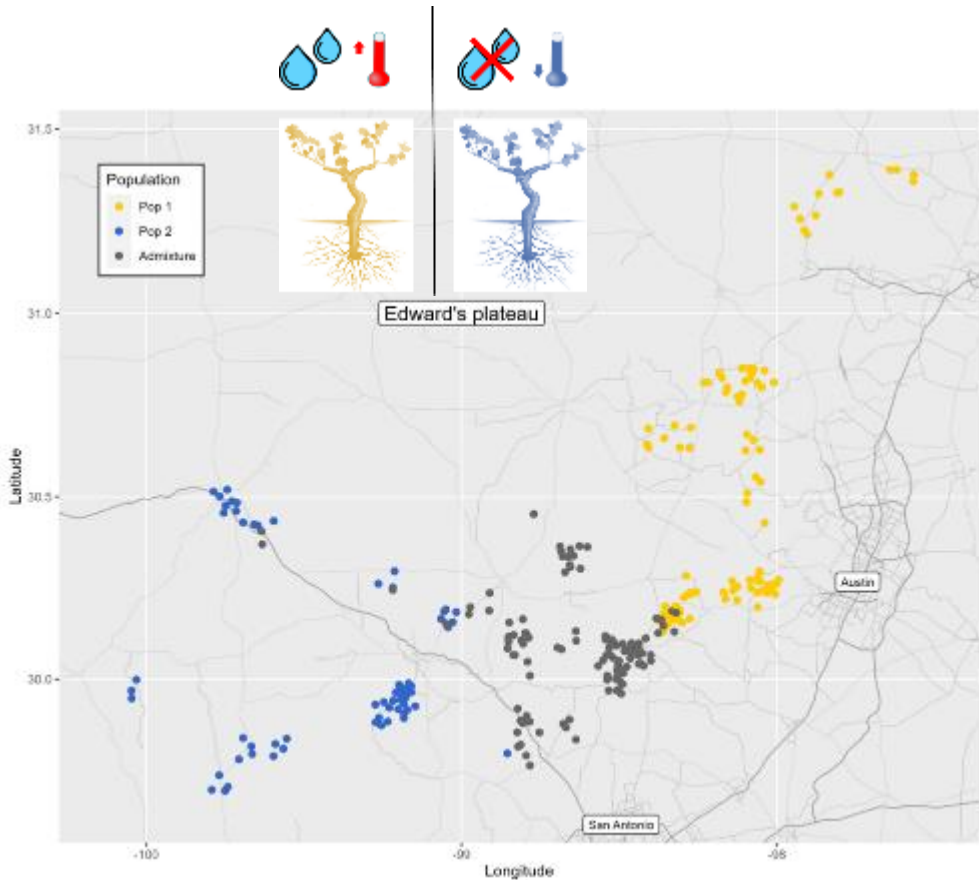 31.5
Population
Pop 1
Pop 2
Admixture
Edward's plateau
31.0
30.5
Latitude
Austin
30.0
San Antonio
-100
-99
-98
Longitude